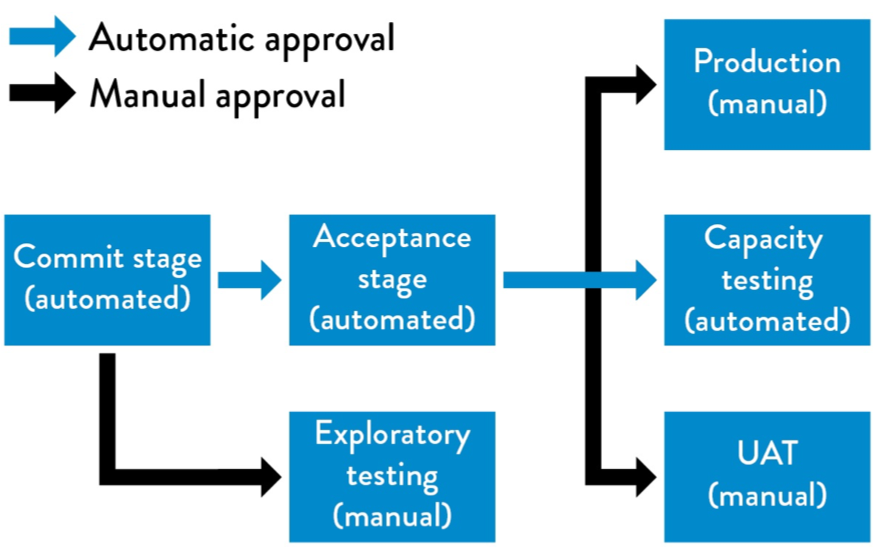 Automatic approval
Manual approval
Production
(manual)
Commit stage
(automated)
Acceptance
stage
(automated)
Capacity
testing
(automated)
Exploratory
testing
(manual)
UAT
(manual)